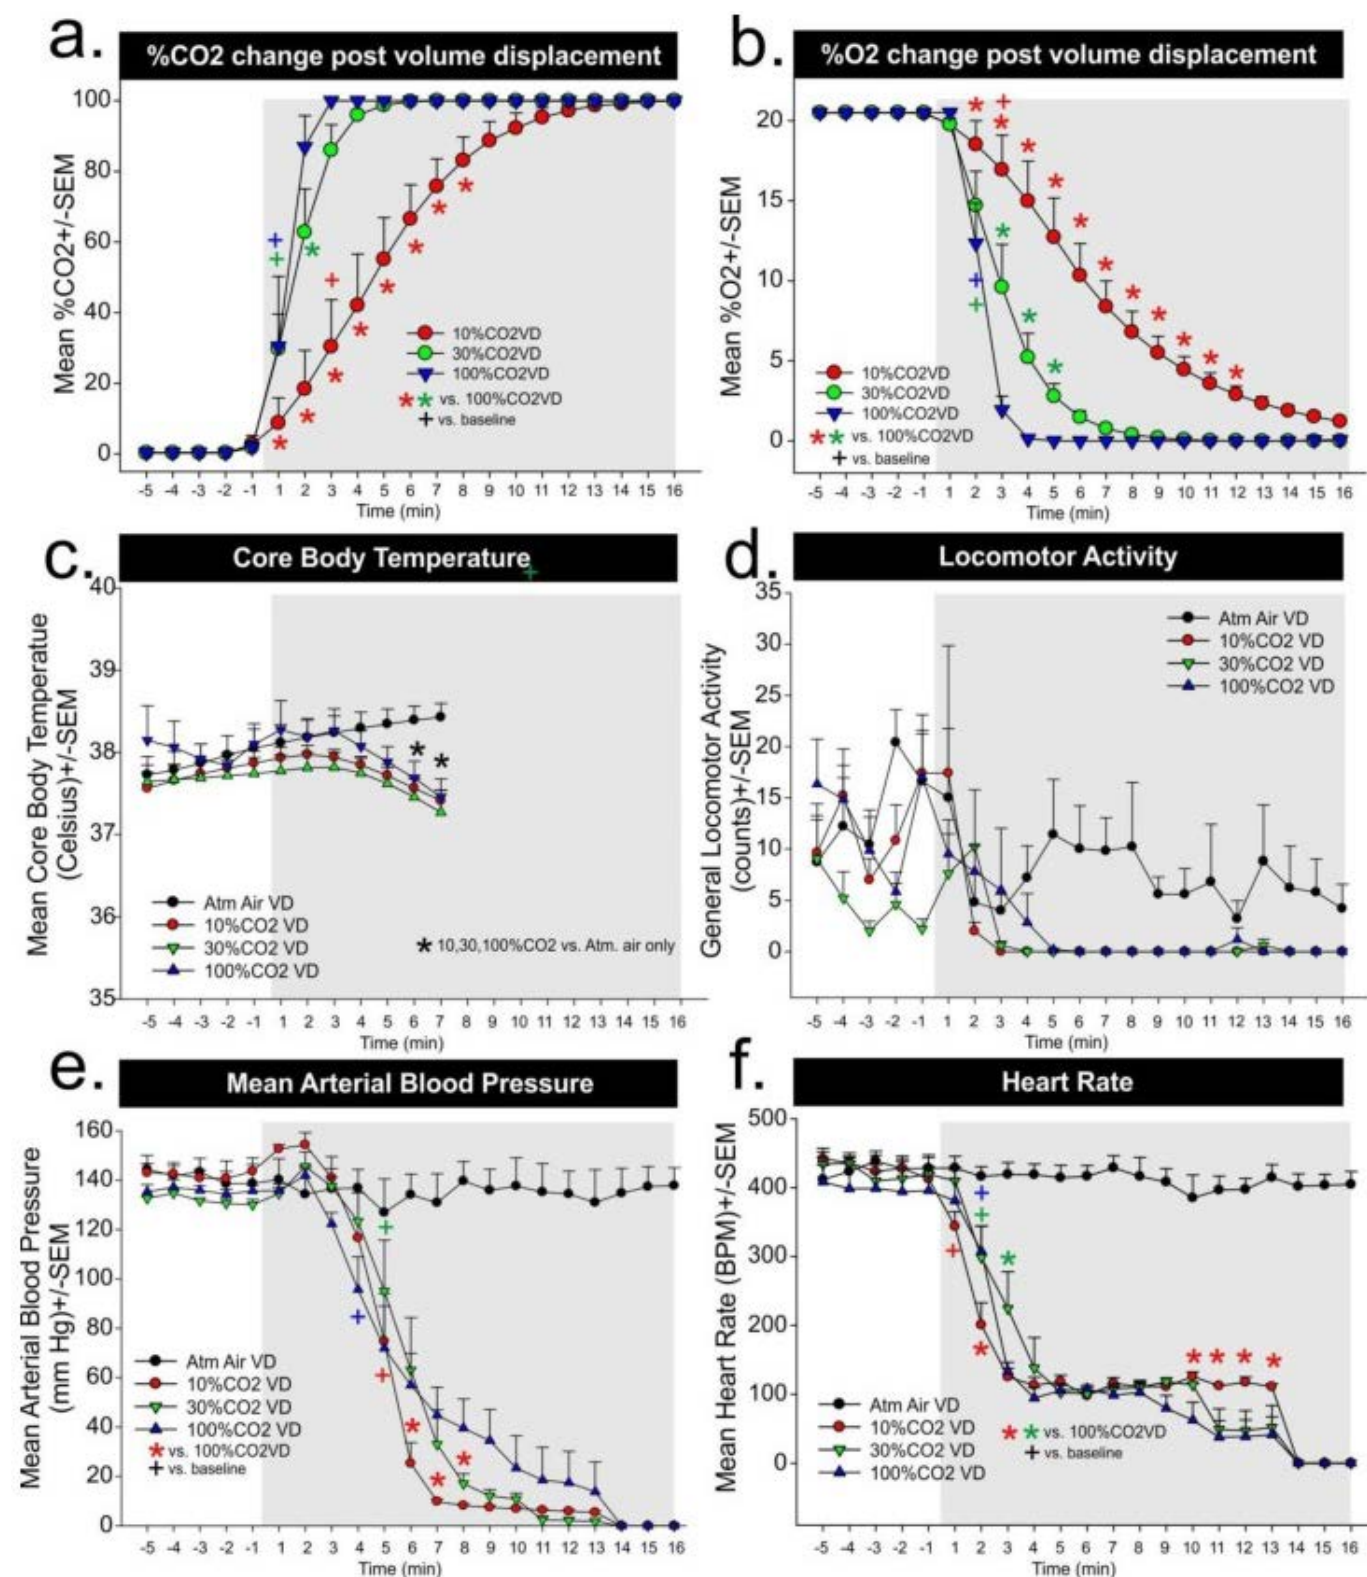 a.
%CO2 change post volume displacement
Mean %CO2+/-SEM
100
80
60
40
20
0
10%CO2VD
30%CO2VD
100%CO2VD
** vs. 100%CO2VD
+ vs. baseline
-5 -4 -3 -2 -1 1 2 3 4 5 6 7 8 9 10 11 12 13 14 15 16
Time (min)
b.
%O2 change post volume displacement
Mean %O2+/-SEM
20
15
10
5
0
10%CO2VD
30%CO2VD
100%CO2VD
** vs. 100%CO2VD
+ vs. baseline
-5 -4 -3 -2 -1 1 2 3 4 5 6 7 8 9 10 11 12 13 14 15 16
Time (min)
c.
Core Body Temperature
Mean Core Body Temperatue
(Celsius)+/-SEM
40
39
38
37
36
35
Atm Air VD
10%CO2 VD
30%CO2 VD
100%CO2 VD
* 10,30,100%CO2 vs. Atm. air only
-5 -4 -3 -2 -1 1 2 3 4 5 6 7 8 9 10 11 12 13 14 15 16
Time (min)
d.
Locomotor Activity
General Locomotor Activity
(counts)+/-SEM
35
30
25
20
15
10
5
0
Atm Air VD
10%CO2 VD
30%CO2 VD
100%CO2 VD
-5 -4 -3 -2 -1 1 2 3 4 5 6 7 8 9 10 11 12 13 14 15 16
Time (min)
e.
Mean Arterial Blood Pressure
Mean Arterial Blood Pressure
(mm Hg)+/-SEM
160
140
120
100
80
60
40
20
0
Atm Air VD
10%CO2 VD
30%CO2 VD
100%CO2 VD
* vs. 100%CO2VD
+ vs. baseline
-5 -4 -3 -2 -1 1 2 3 4 5 6 7 8 9 10 11 12 13 14 15 16
Time (min)
f.
Heart Rate
Mean Heart Rate (BPM)+/-SEM
500
400
300
200
100
0
Atm Air VD
10%CO2 VD
30%CO2 VD
100%CO2 VD
** vs. 100%CO2VD
+ vs. baseline
-5 -4 -3 -2 -1 1 2 3 4 5 6 7 8 9 10 11 12 13 14 15 16
Time (min)